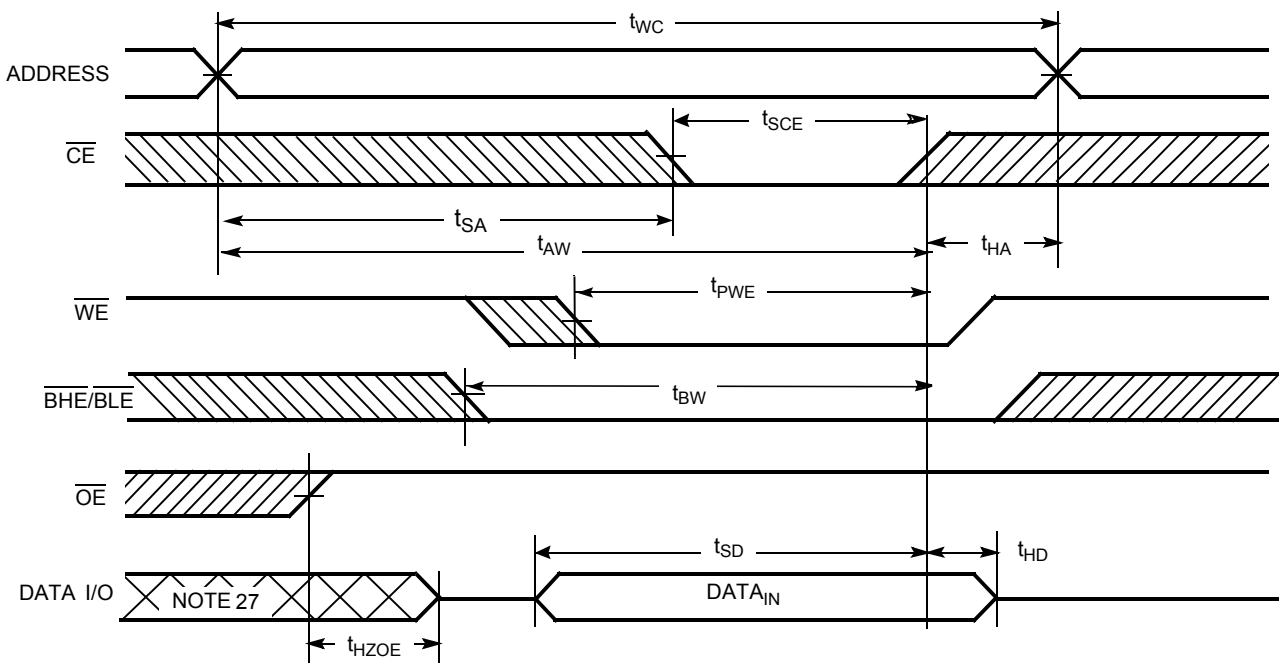 tWC
ADDRESS
tSCE
CE
tSA
tAW
tHA
tPWE
WE
BHE/BLE
tBW
OE
tSD
tHD
DATA I/O
NOTE 27
DATAIN
tHZOE